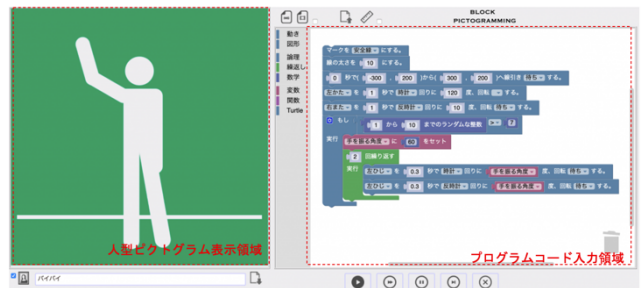 BLOCK
PICTOGRAMMING
動き
図形
論理
繰返し
数学
変数
関数
Turtle
マークを 安全緑 にする。
線の太さを 10 にする。
0 秒で( -300 , 200 )から( 300 , 200 )へ線引き 待ち する。
左かた を 1 秒で 時計 回りに 120 度、回転 する。
右また を 1 秒で 反時計 回りに 10 度、回転 待ち する。
もし 1 から 10 までのランダムな整数 ≥ 7
実行 手を振る角度 に 60 をセット
2 回繰り返す
実行 左ひじ を 0.3 秒で 時計 回りに 手を振る角度 度、回転 待ち する。
左ひじ を 0.3 秒で 反時計 回りに 手を振る角度 度、回転 待ち する。
人型ピクトグラム表示領域
プログラムコード入力領域
バイバイ